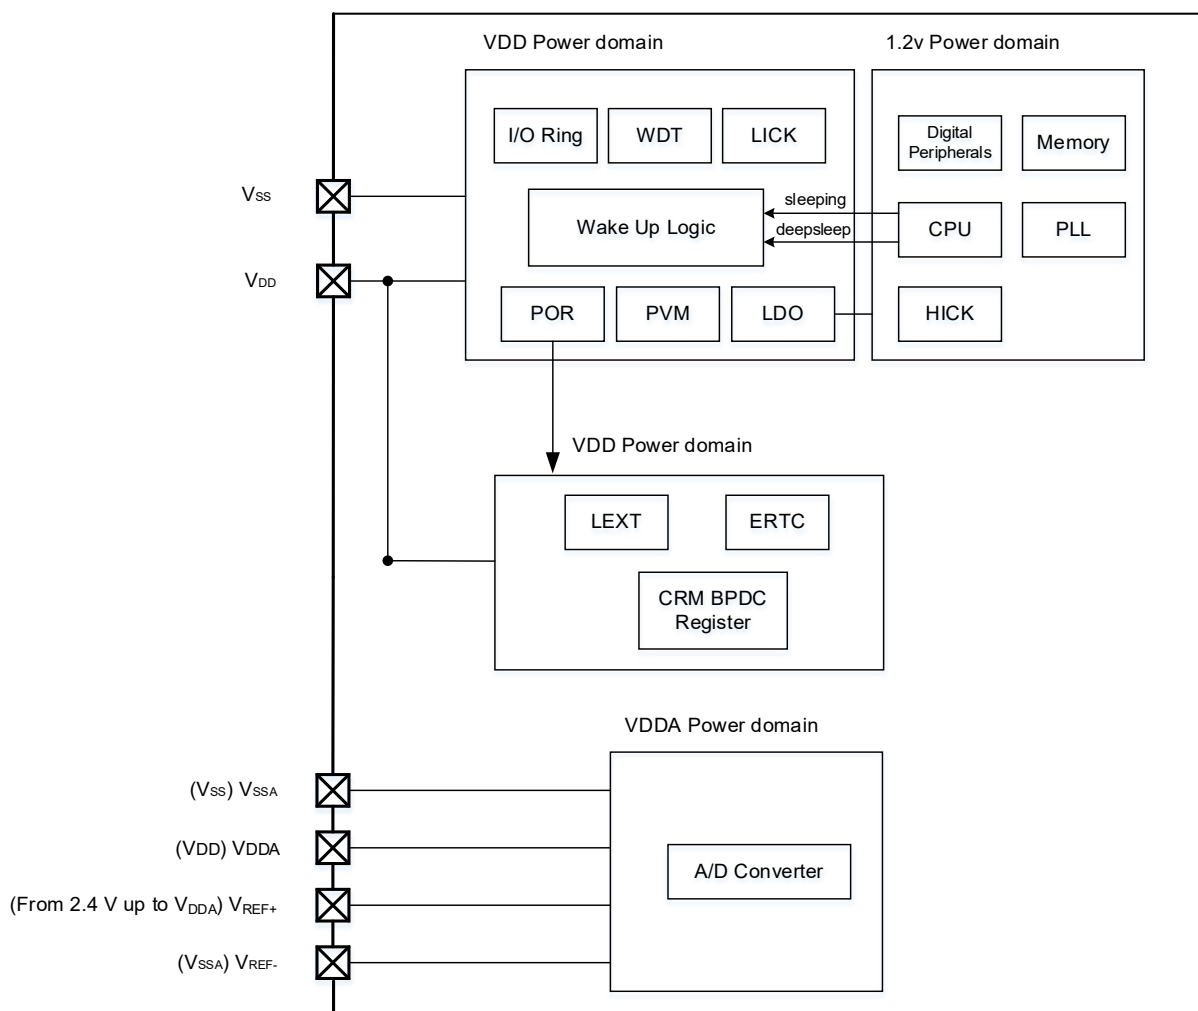 VDD Power domain
1.2v Power domain
I/O Ring
WDT
LICK
Digital
Peripherals
Memory
VSS
Wake Up Logic
sleeping
deepsleep
CPU
PLL
VDD
POR
PVM
LDO
HICK
VDD Power domain
LEXT
ERTC
CRM BPDC
Register
VDDA Power domain
(VSS) VSSA
(VDD) VDDA
A/D Converter
(From 2.4 V up to VDDA) VREF+
(VSSA) VREF-